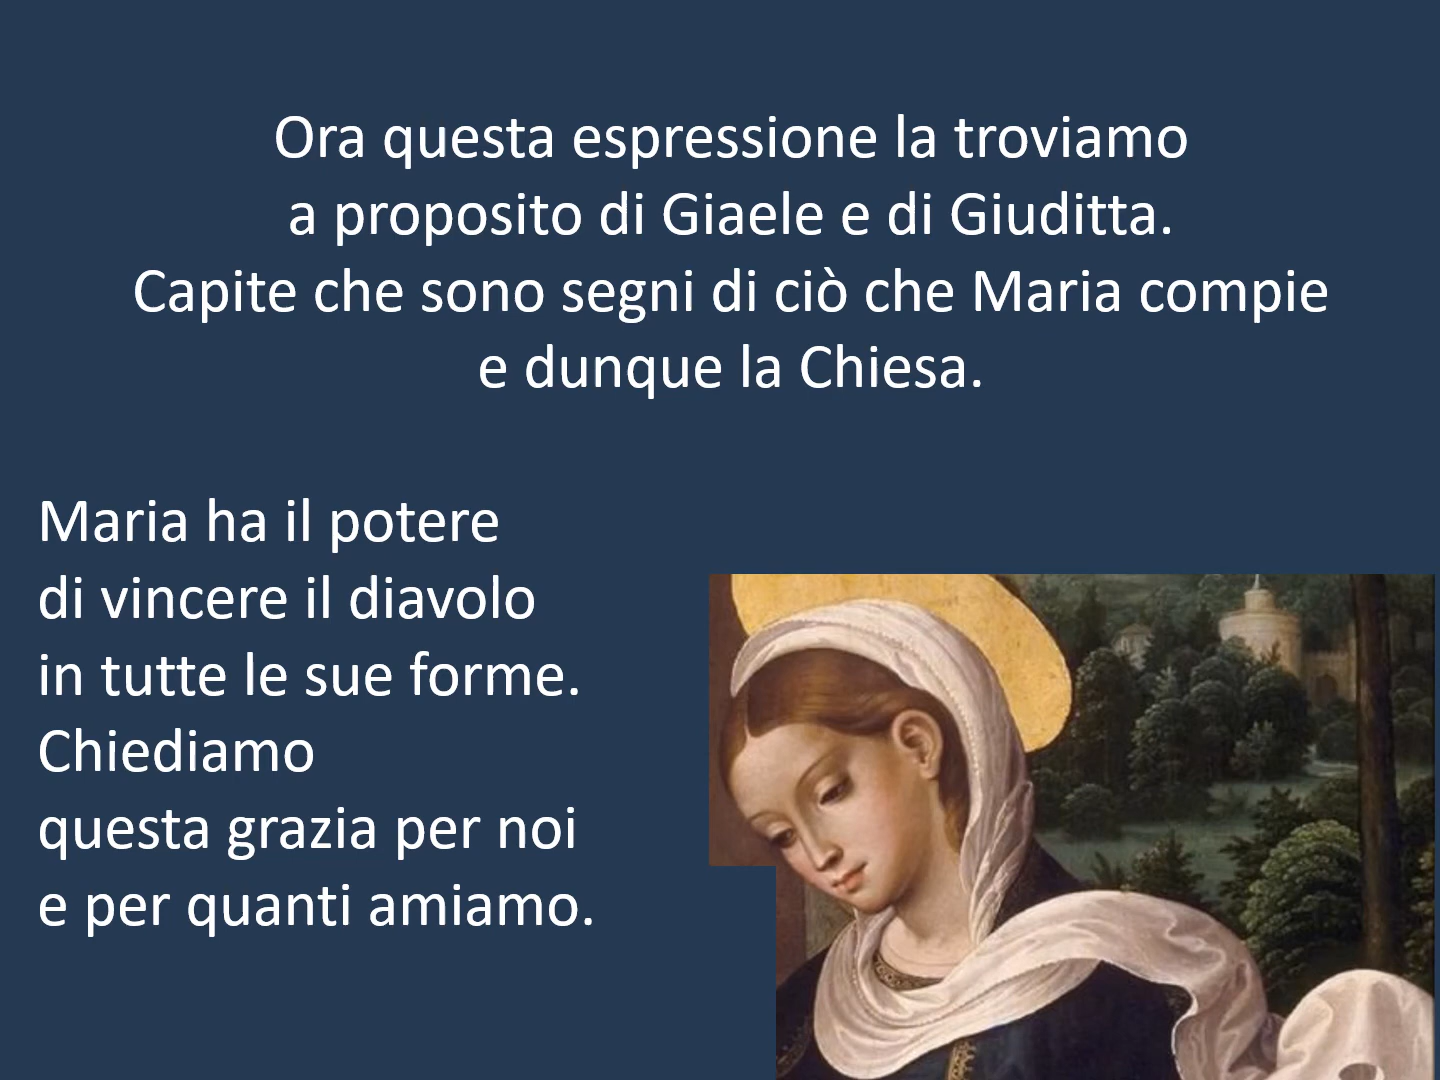 Ora questa espressione la troviamo
a proposito di Giaele e di Giuditta.
Capite che sono segni di ciò che Maria compie
e dunque la Chiesa.
Maria ha il potere
di vincere il diavolo
in tutte le sue forme.
Chiediamo
questa grazia per noi
e per quanti amiamo.